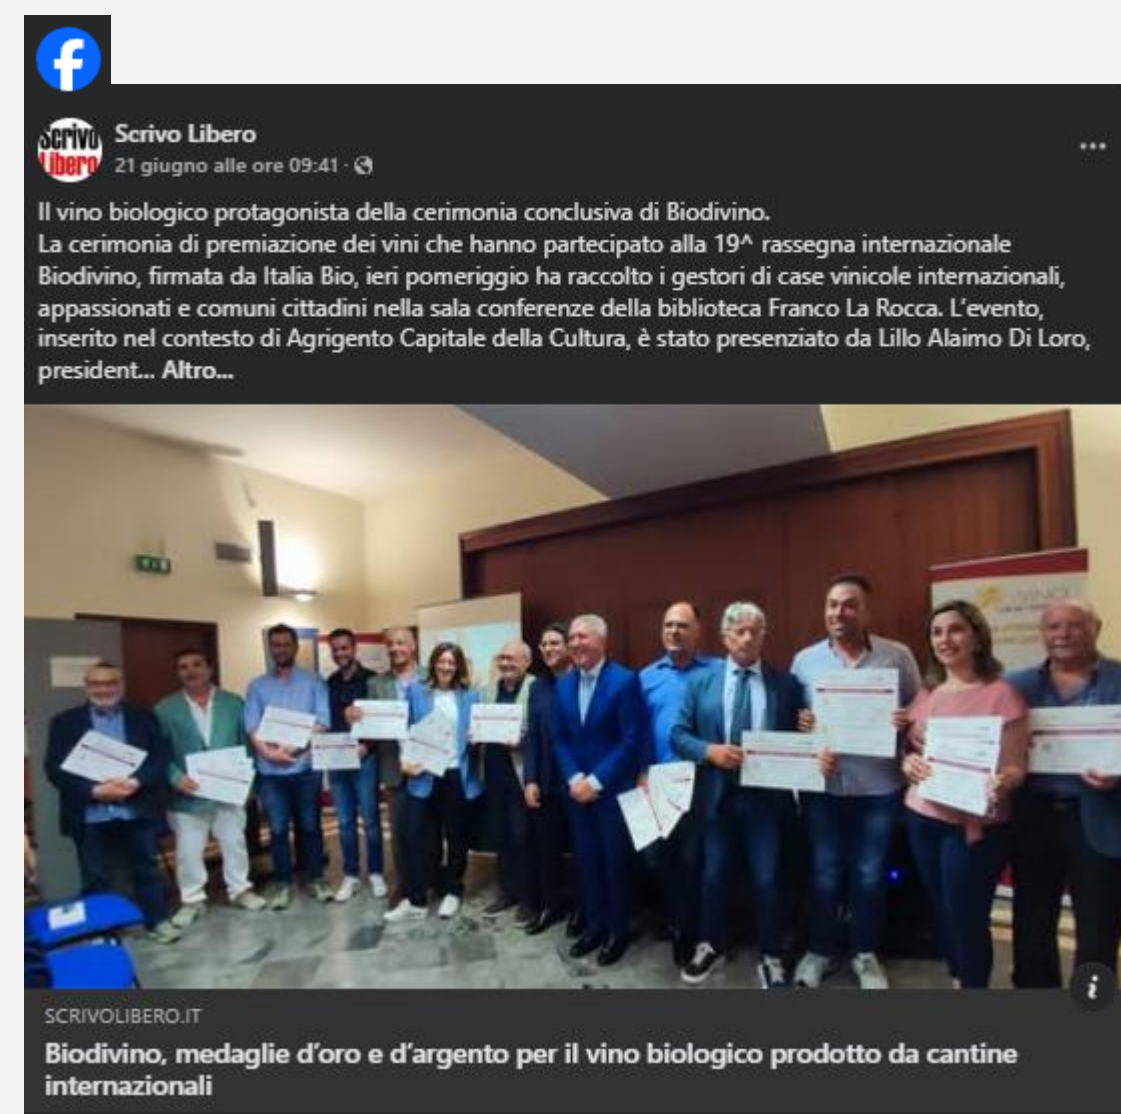 Scrivo
Libero
Scrivo Libero
21 giugno alle ore 09:41 ·
Il vino biologico protagonista della cerimonia conclusiva di Biodivino.
La cerimonia di premiazione dei vini che hanno partecipato alla 19^ rassegna internazionale
Biodivino, firmata da Italia Bio, ieri pomeriggio ha raccolto i gestori di case vinicole internazionali,
appassionati e comuni cittadini nella sala conferenze della biblioteca Franco La Rocca. L'evento,
inserito nel contesto di Agrigento Capitale della Cultura, è stato presenziato da Lillo Alaimo Di Loro,
president... Altro...
SCRIVOLIBERO.IT
Biodivino, medaglie d'oro e d'argento per il vino biologico prodotto da cantine
internazionali